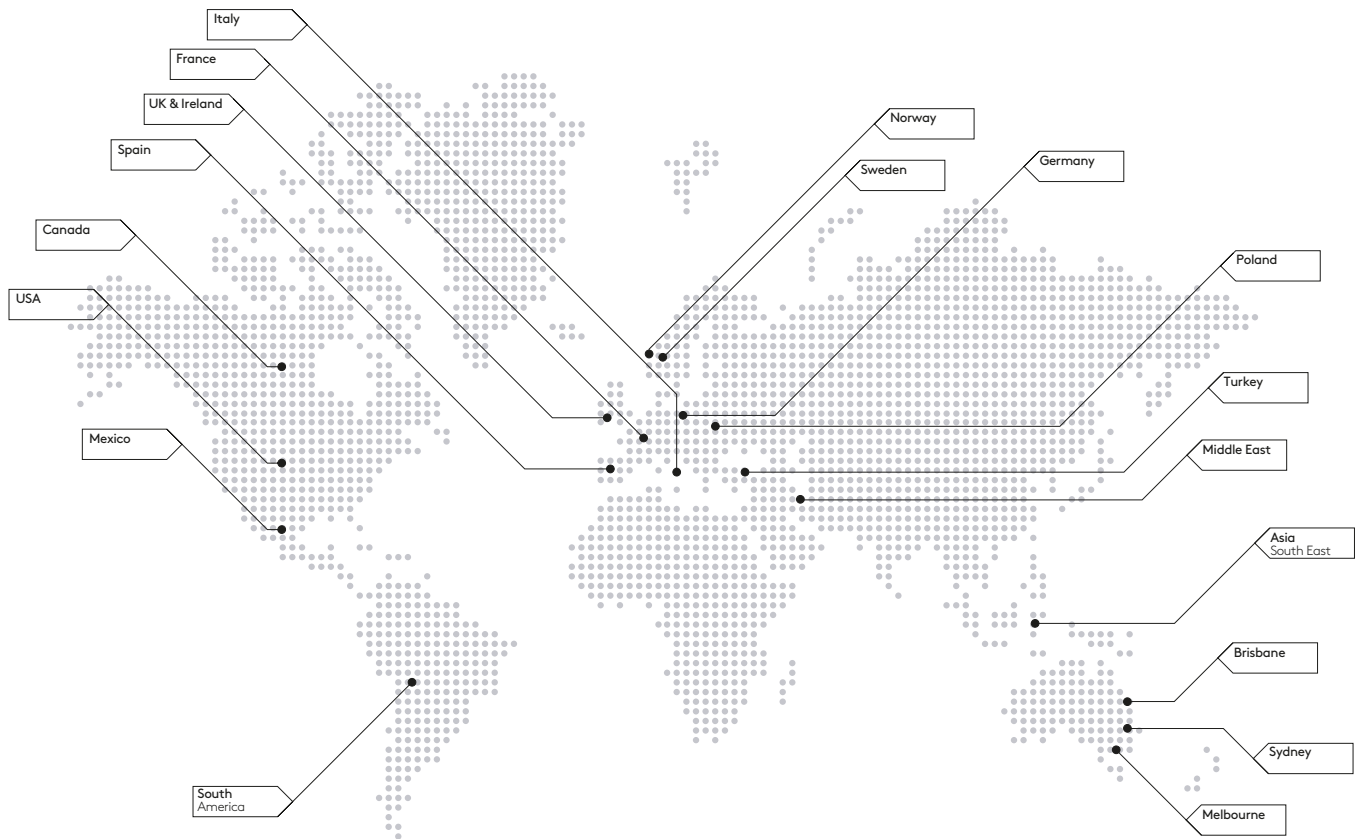 Italy
France
UK & Ireland
Spain
Canada
USA
Mexico
South
America
Norway
Sweden
Germany
Poland
Turkey
Middle East
Asia
South East
Brisbane
Sydney
Melbourne